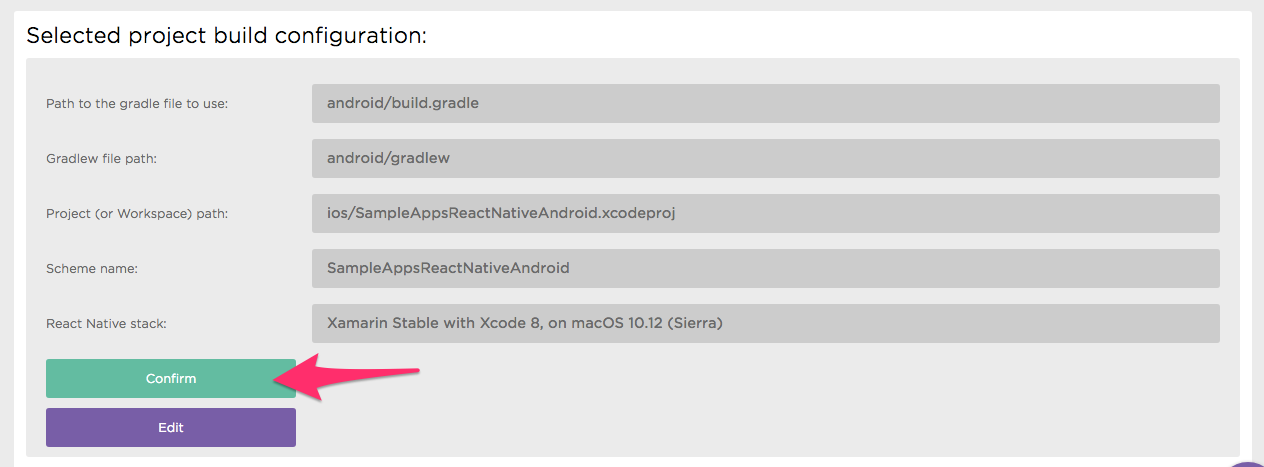 Selected project build configuration:
Path to the gradle file to use: android/build.gradle
Gradlew file path: android/gradlew
Project (or Workspace) path: ios/SampleAppsReactNativeAndroid.xcodeproj
Scheme name: SampleAppsReactNativeAndroid
React Native stack: Xamarin Stable with Xcode 8, on macOS 10.12 (Sierra)
Confirm
Edit